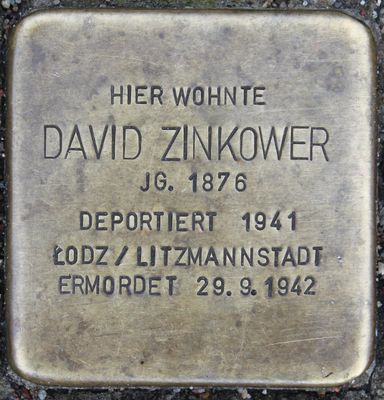 HIER WOHNTE
DAVID ZINKOWER
JG. 1876
DEPORTIERT 1941
ŁODZ / LITZMANNSTADT
ERMORDET 29.9.1942